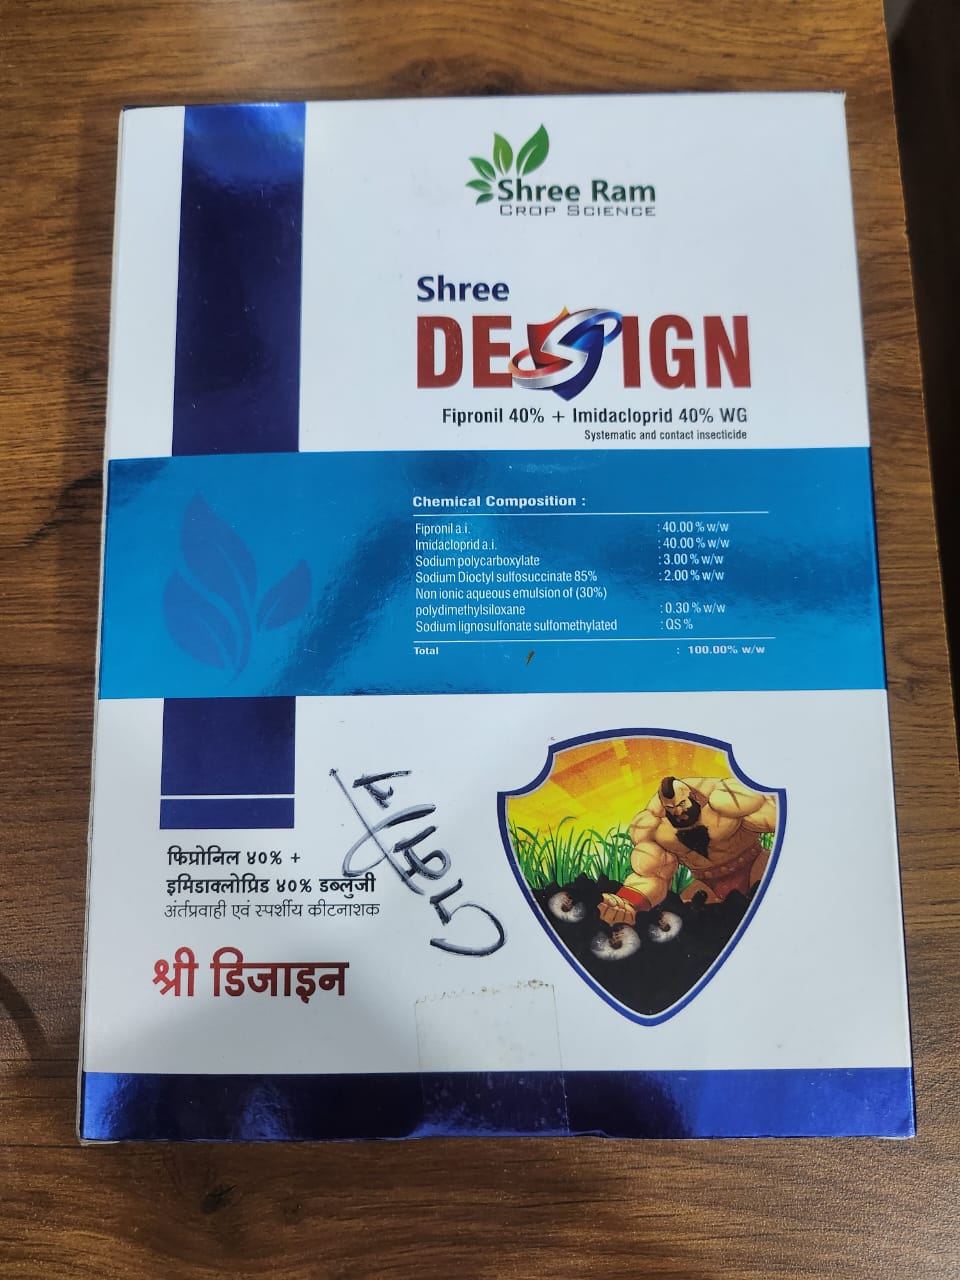 Shree Ram
CROP SCIENCE
Shree
DESIGN
Fipronil 40% + Imidacloprid 40% WG
Systematic and contact insecticide
Chemical Composition :
Fipronil a.i. : 40.00 % w/w
Imidacloprid a.i. : 40.00 % w/w
Sodium polycarboxylate : 3.00 % w/w
Sodium Dioctyl sulfosuccinate 85% : 2.00 % w/w
Non ionic aqueous emulsion of (30%)
polydimethylsiloxane : 0.30 % w/w
Sodium lignosulfonate sulfomethylated : QS %
Total : 100.00% w/w
फिप्रोनिल ४०% +
इमिडाक्लोप्रिड ४०% डब्लुजी
अंर्तप्रवाही एवं स्पर्शीय कीटनाशक
श्री डिजाइन